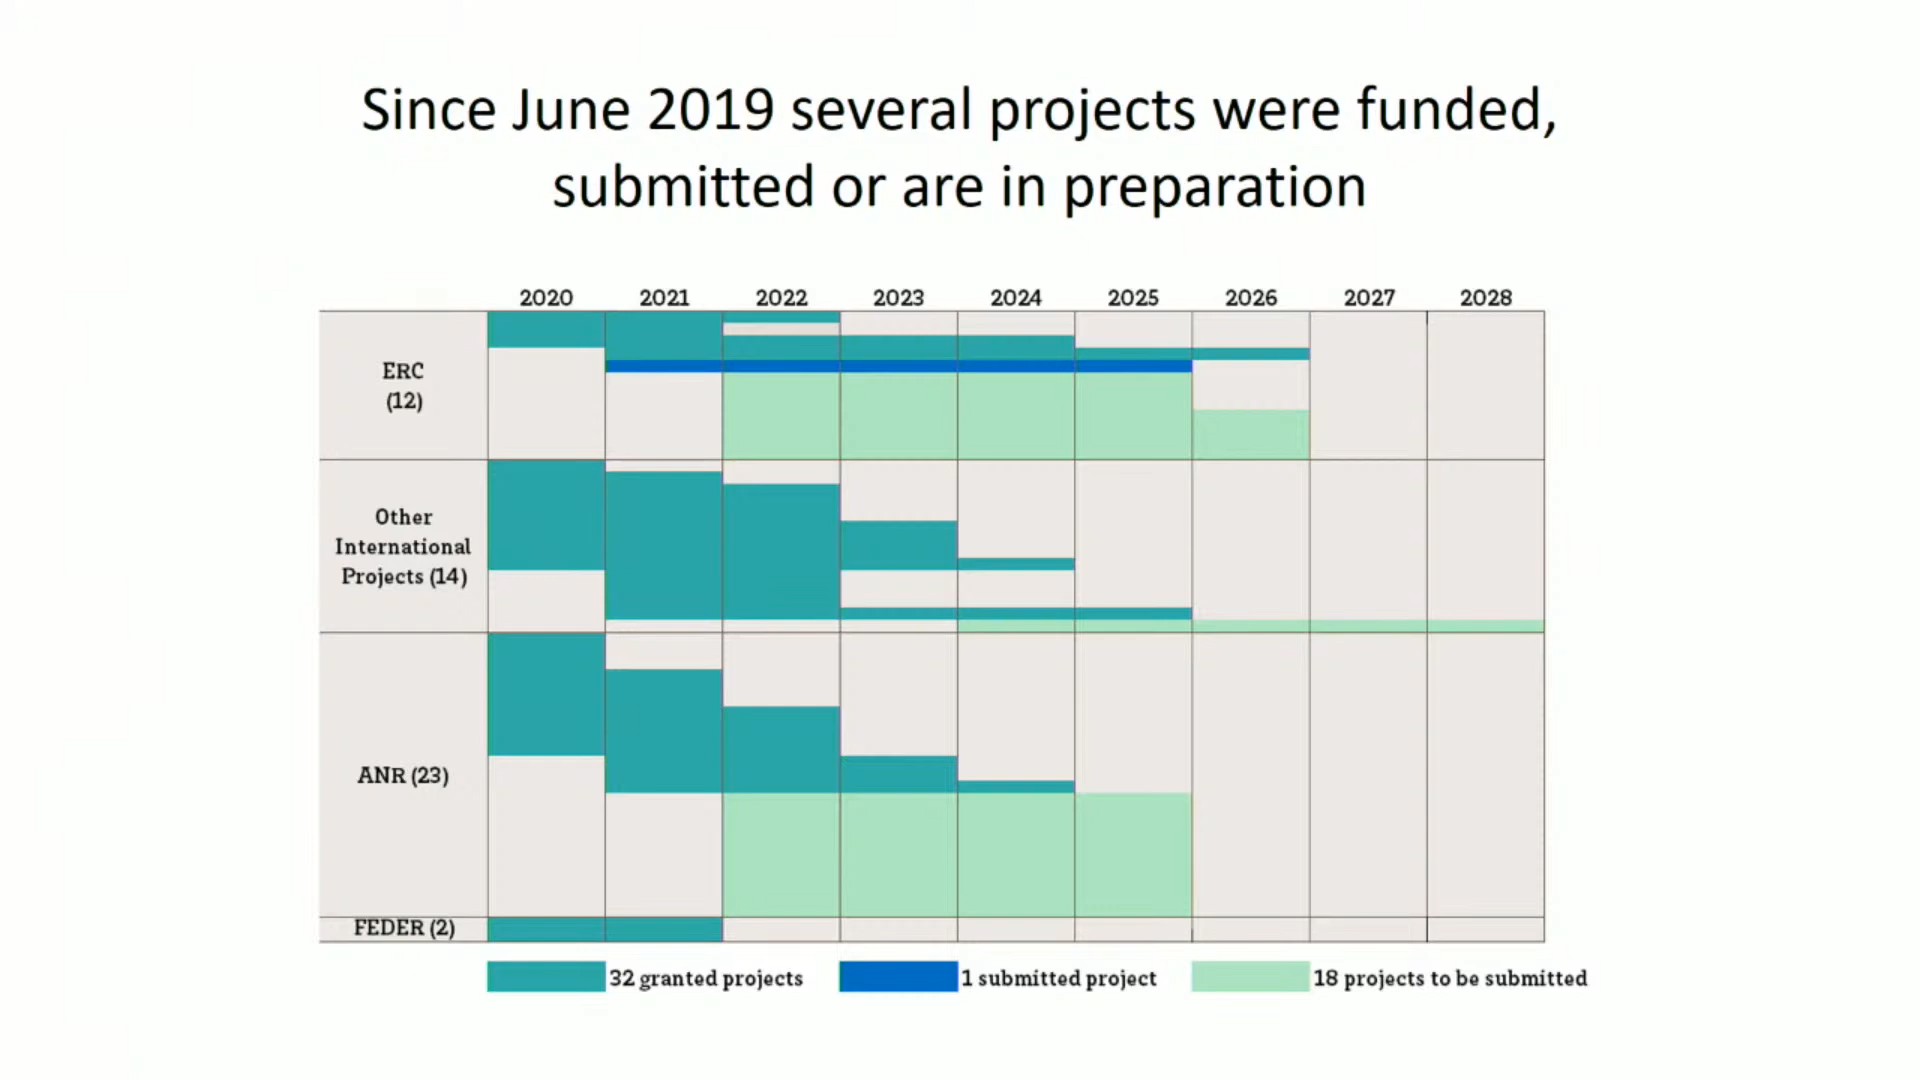 Since June 2019 several projects were funded,
submitted or are in preparation
2020 2021 2022 2023 2024 2025 2026 2027 2028
ERC
(12)
Other
International
Projects (14)
ANR (23)
FEDER (2)
32 granted projects 1 submitted project 18 projects to be submitted